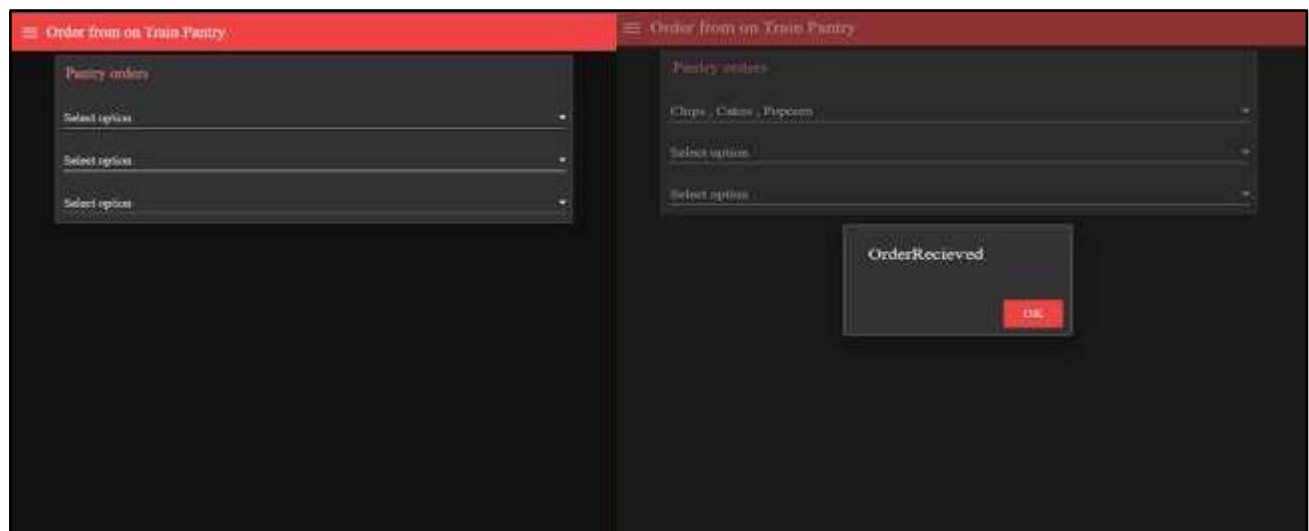 Order from on Train Pantry
Pantry orders
Select option
Select option
Select option
Order from on Train Pantry
Pantry orders
Chips , Cakes , Popcorn
Select option
Select option
OrderRecieved
OK